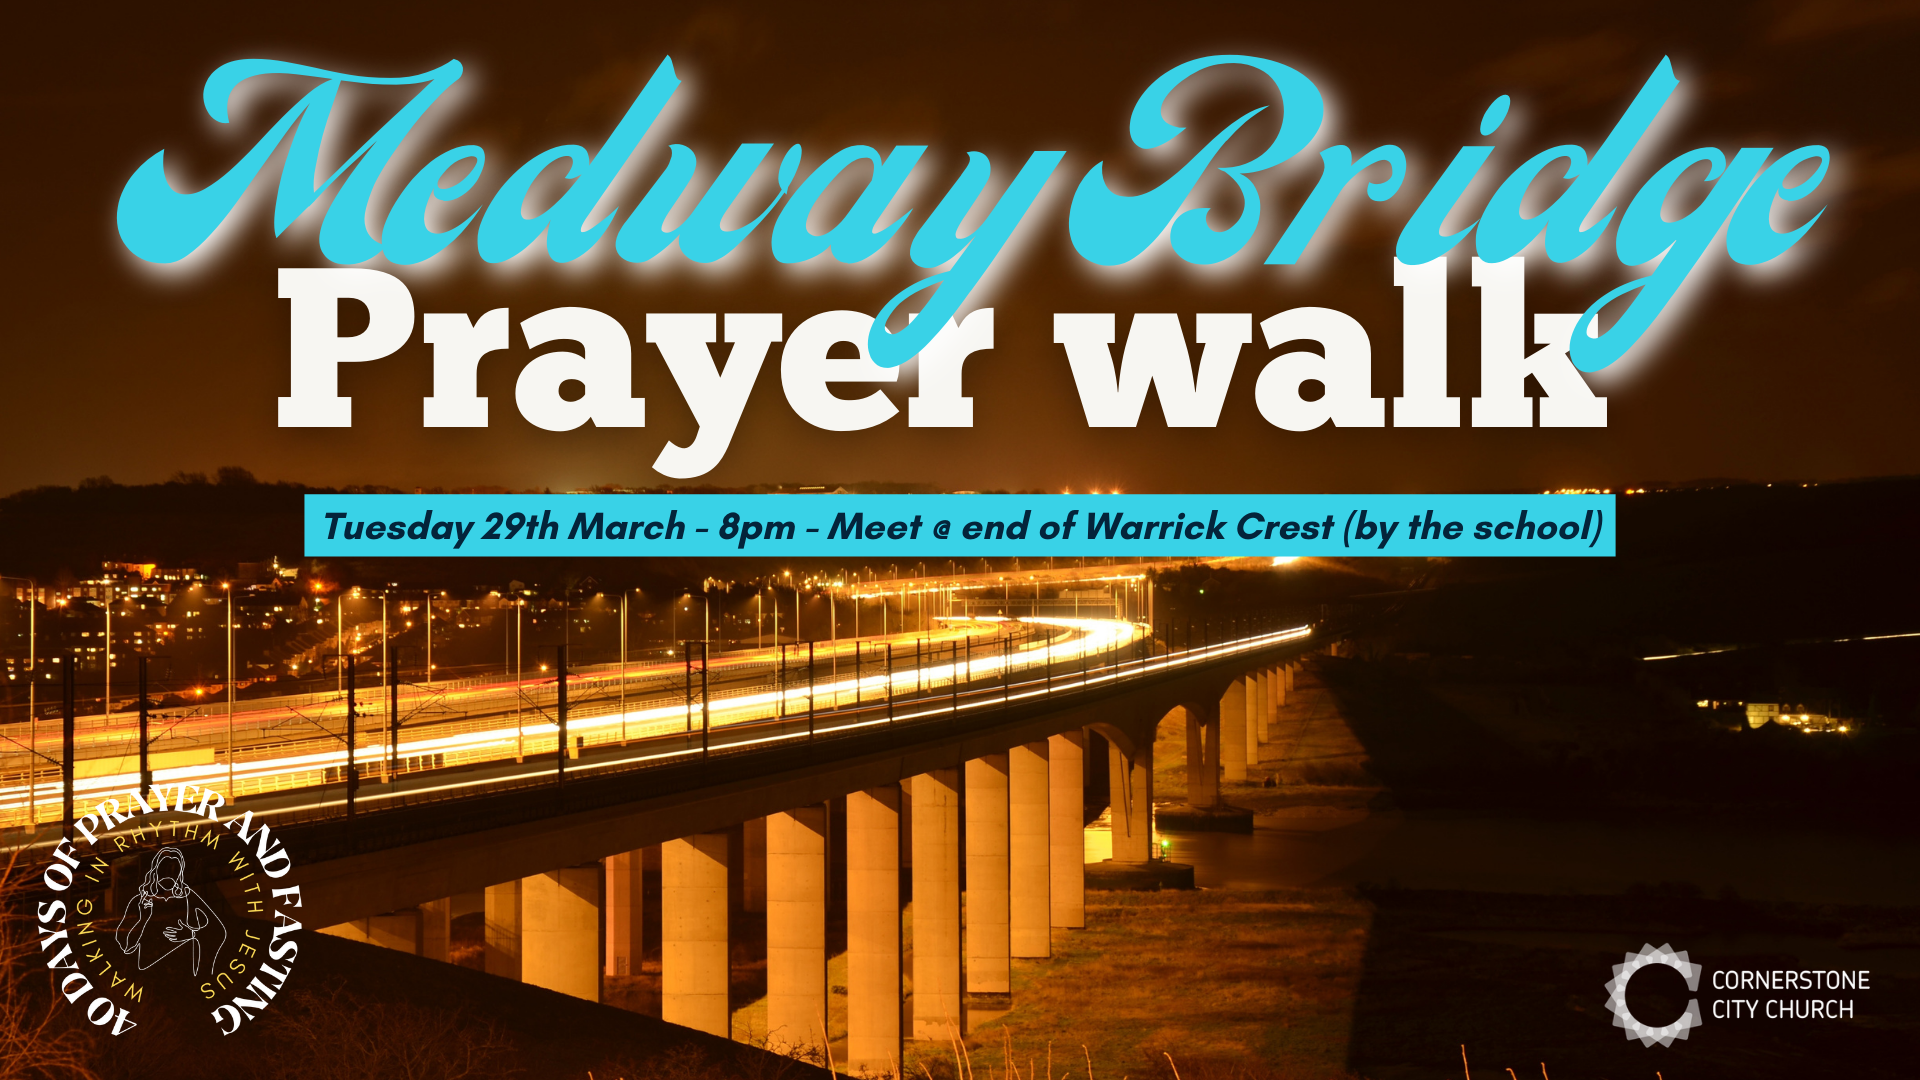 Medway Bridge
Prayer walk
Tuesday 29th March - 8pm - Meet @ end of Warrick Crest (by the school)
40 DAYS OF PRAYER AND FASTING
WALKING IN RHYTHM WITH JESUS
CORNERSTONE
CITY CHURCH